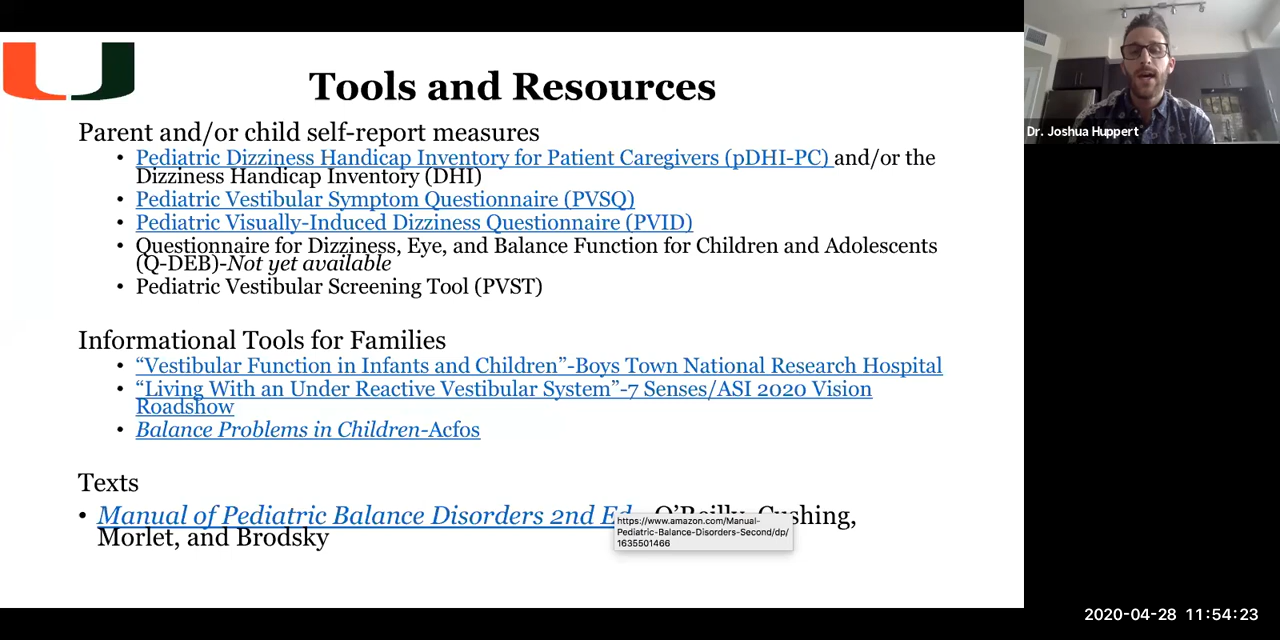 Tools and Resources
Parent and/or child self-report measures
• Pediatric Dizziness Handicap Inventory for Patient Caregivers (pDHI-PC) and/or the
Dizziness Handicap Inventory (DHI)
• Pediatric Vestibular Symptom Questionnaire (PVSQ)
• Pediatric Visually-Induced Dizziness Questionnaire (PVID)
• Questionnaire for Dizziness, Eye, and Balance Function for Children and Adolescents
(Q-DEB)-Not yet available
• Pediatric Vestibular Screening Tool (PVST)
Informational Tools for Families
• “Vestibular Function in Infants and Children”-Boys Town National Research Hospital
• “Living With an Under Reactive Vestibular System”-7 Senses/ASI 2020 Vision
Roadshow
• Balance Problems in Children-Acfos
Texts
• Manual of Pediatric Balance Disorders 2nd Ed O’Reilly, Cushing,
Morlet, and Brodsky
https://www.amazon.com/Manual-
Pediatric-Balance-Disorders-Second/dp/
1635501466
Dr. Joshua Huppert
2020-04-28 11:54:23